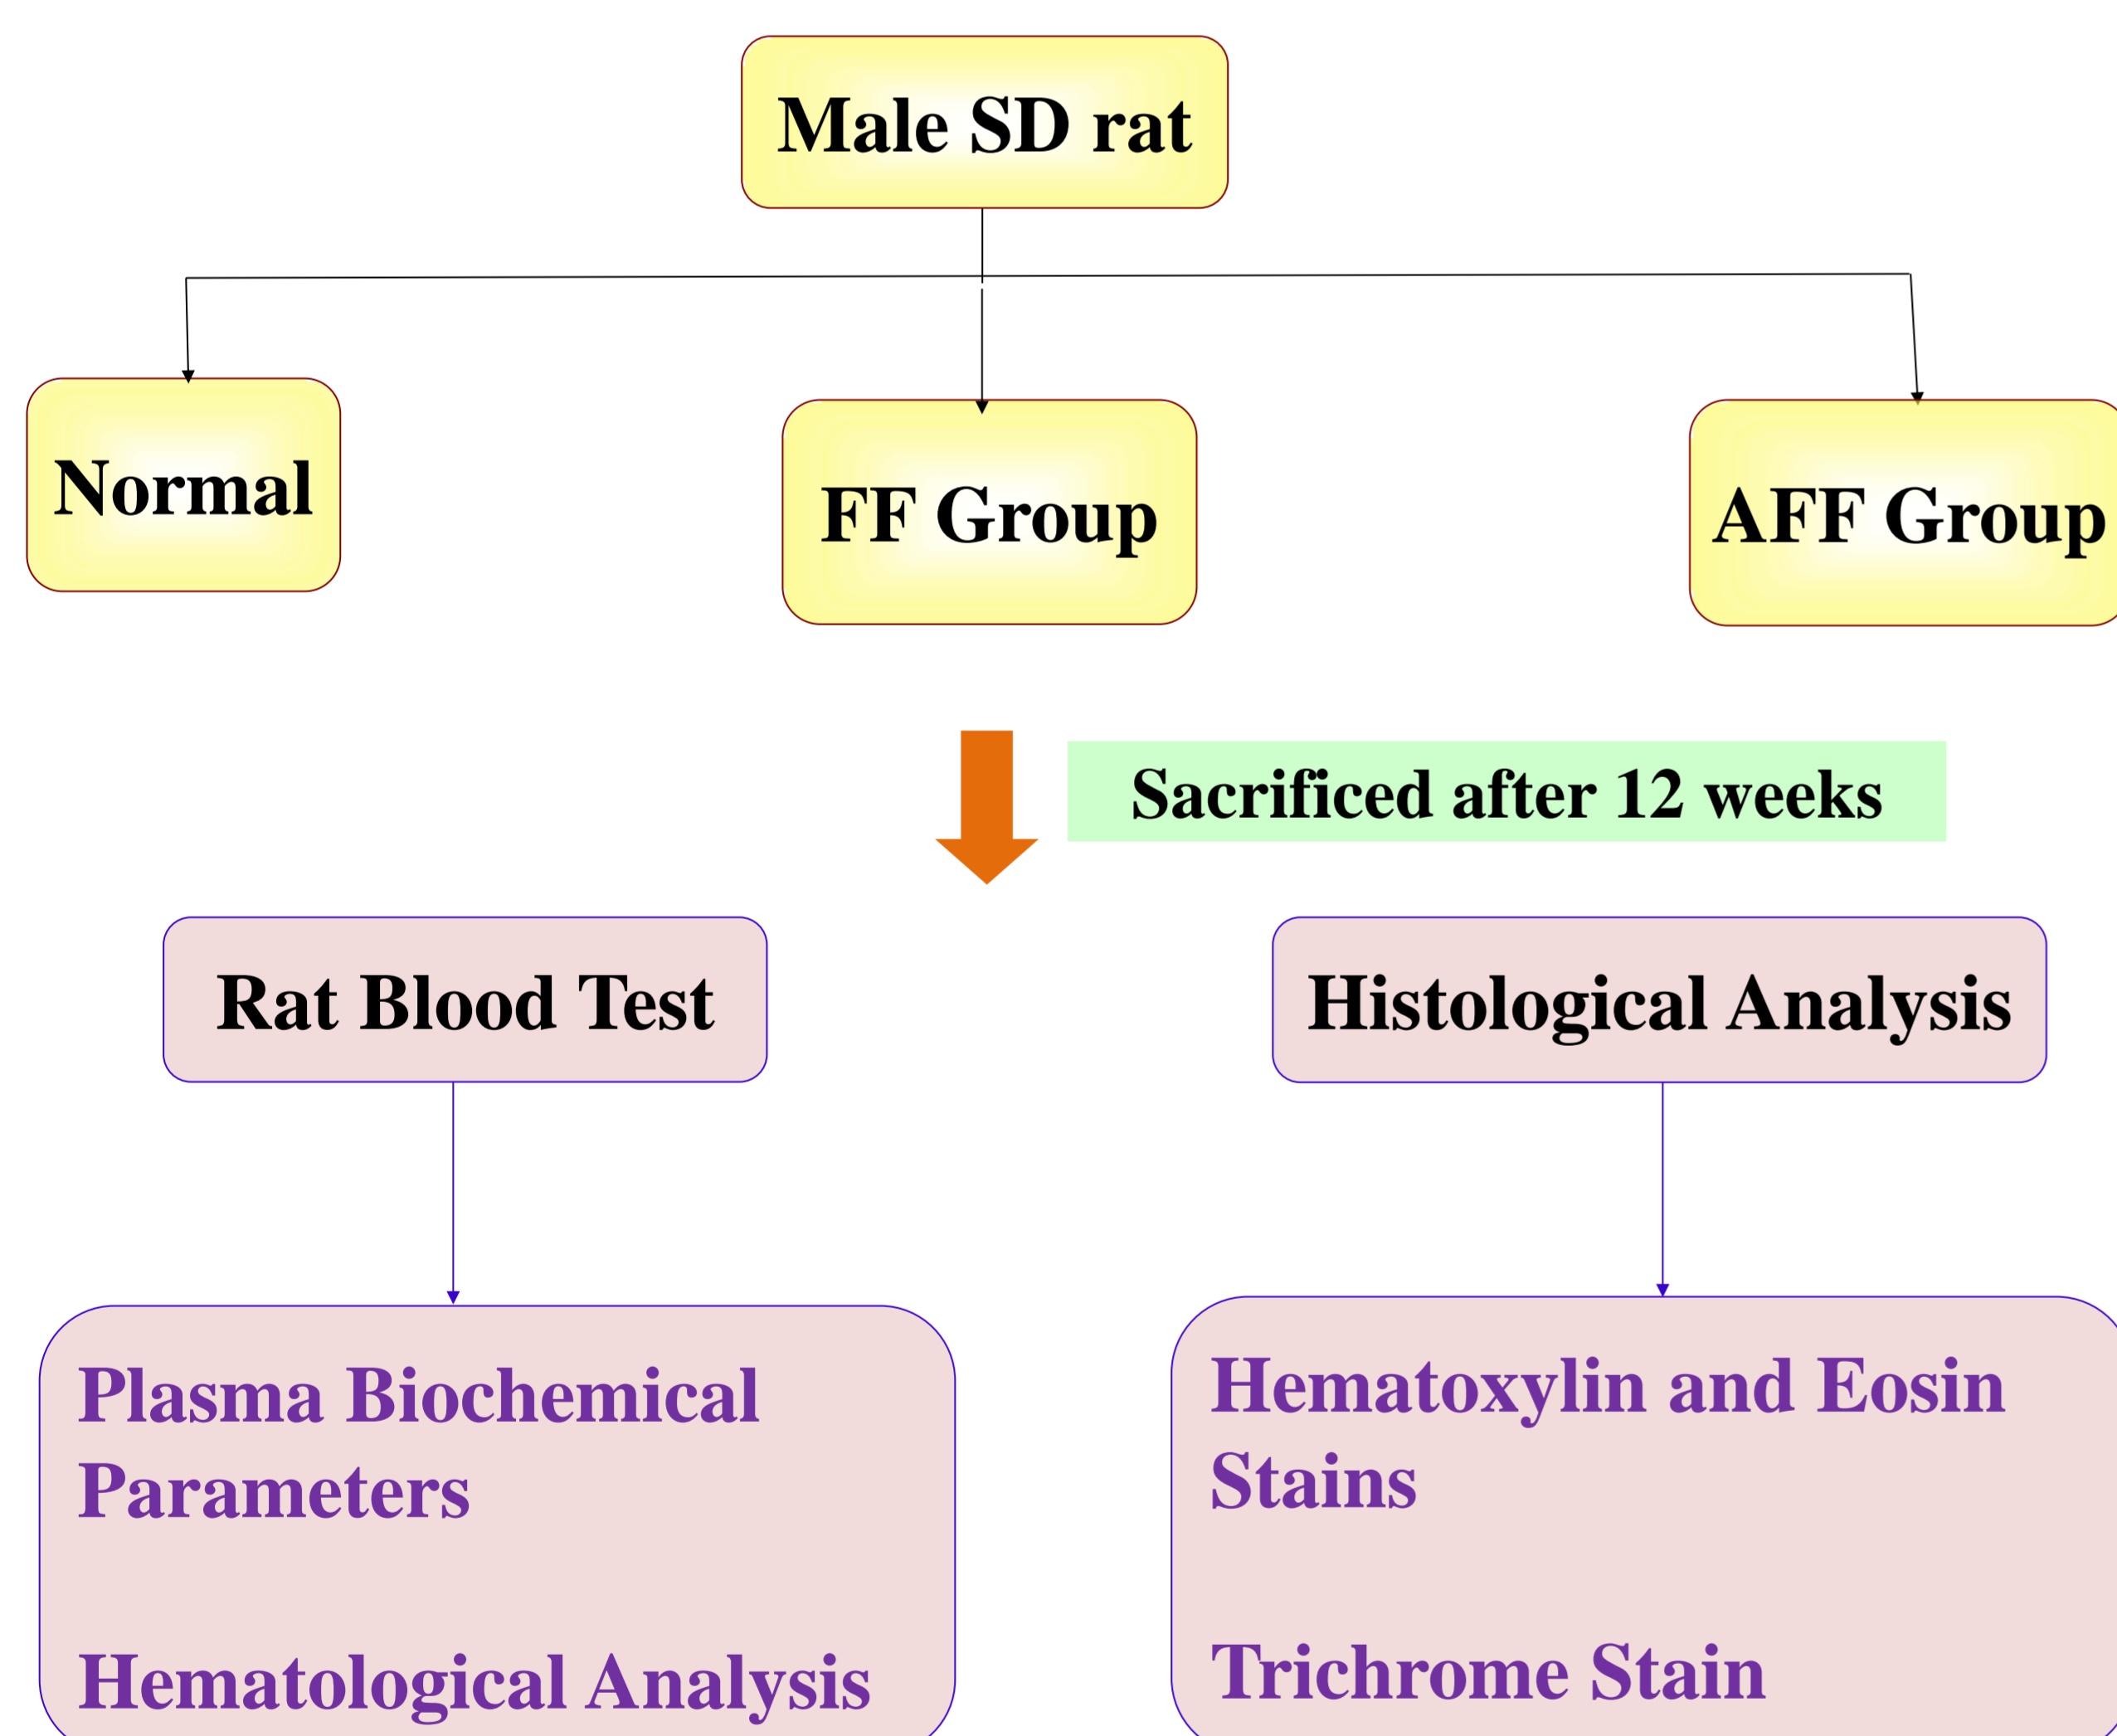 Male SD rat
Normal
FF Group
AFF Group
Sacrificed after 12 weeks
Rat Blood Test
Histological Analysis
Plasma Biochemical
Parameters
Hematological Analysis
Hematoxylin and Eosin
Stains
Trichrome Stain